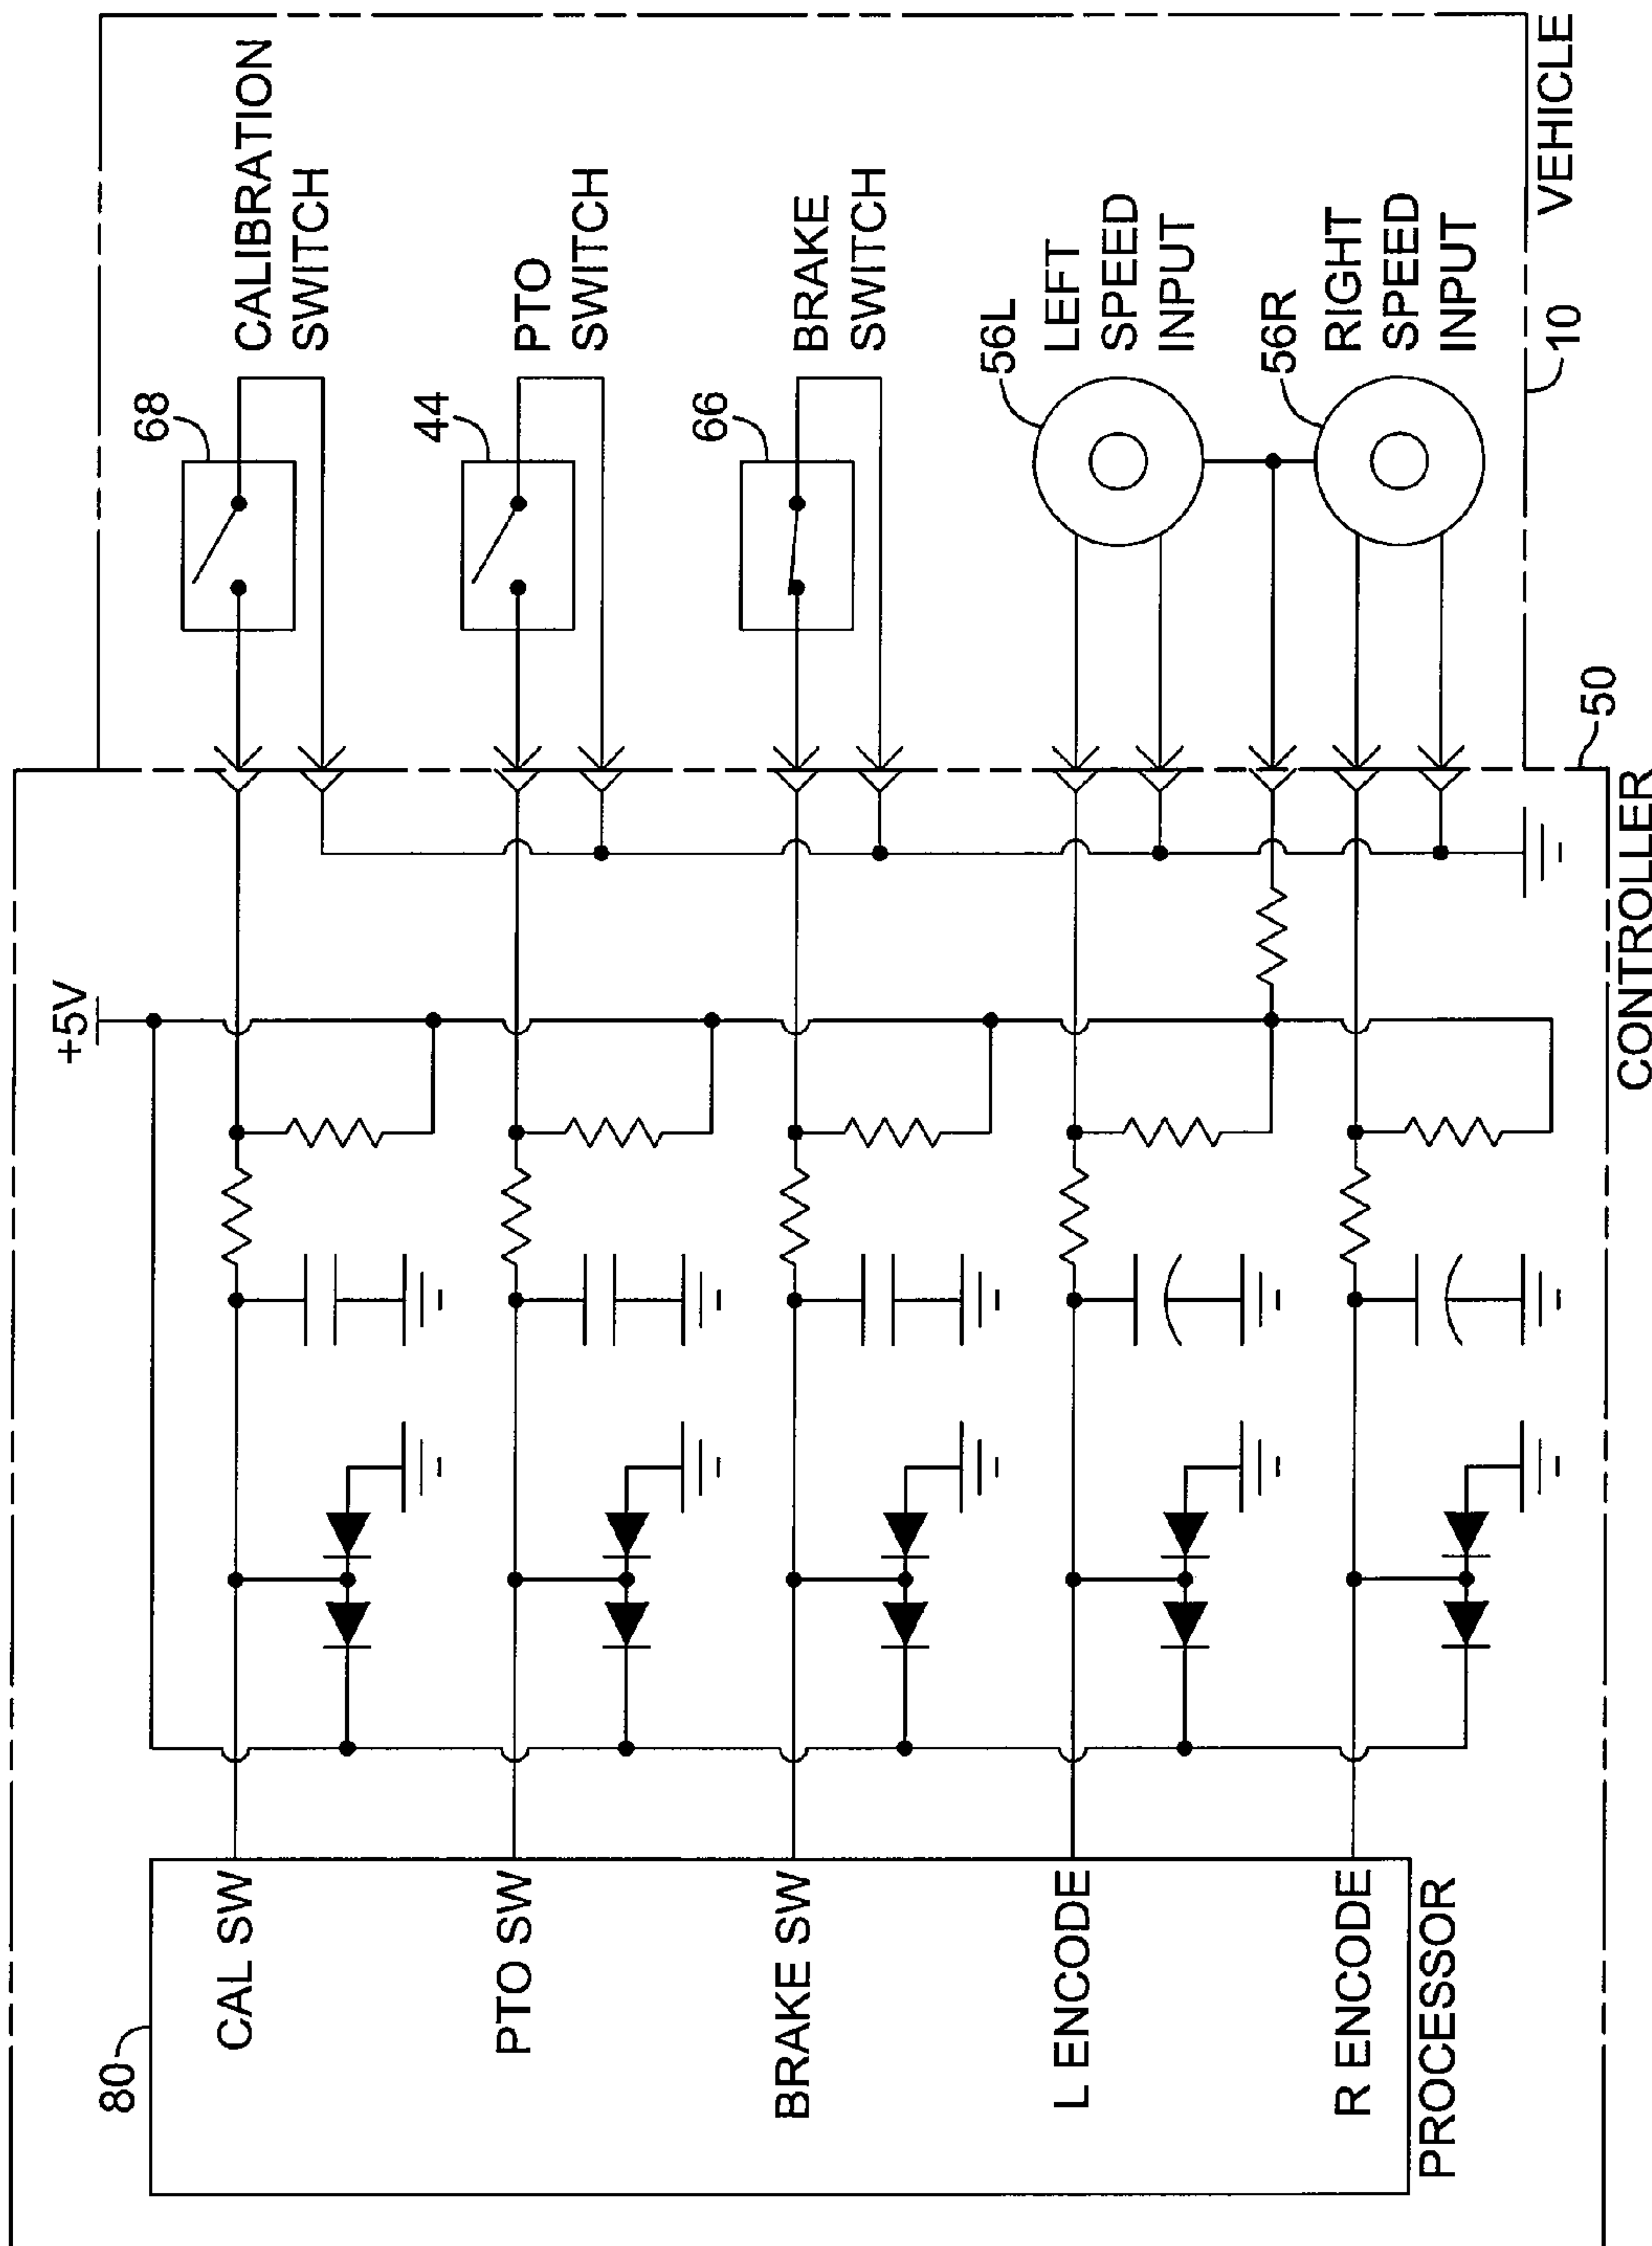 80
CAL SW
PTO SW
BRAKE SW
L ENCODE
R ENCODE
PROCESSOR
+5V
CONTROLLER
50
68
CALIBRATION
SWITCH
44
PTO
SWITCH
66
BRAKE
SWITCH
56L
LEFT
SPEED
INPUT
56R
RIGHT
SPEED
INPUT
10
VEHICLE